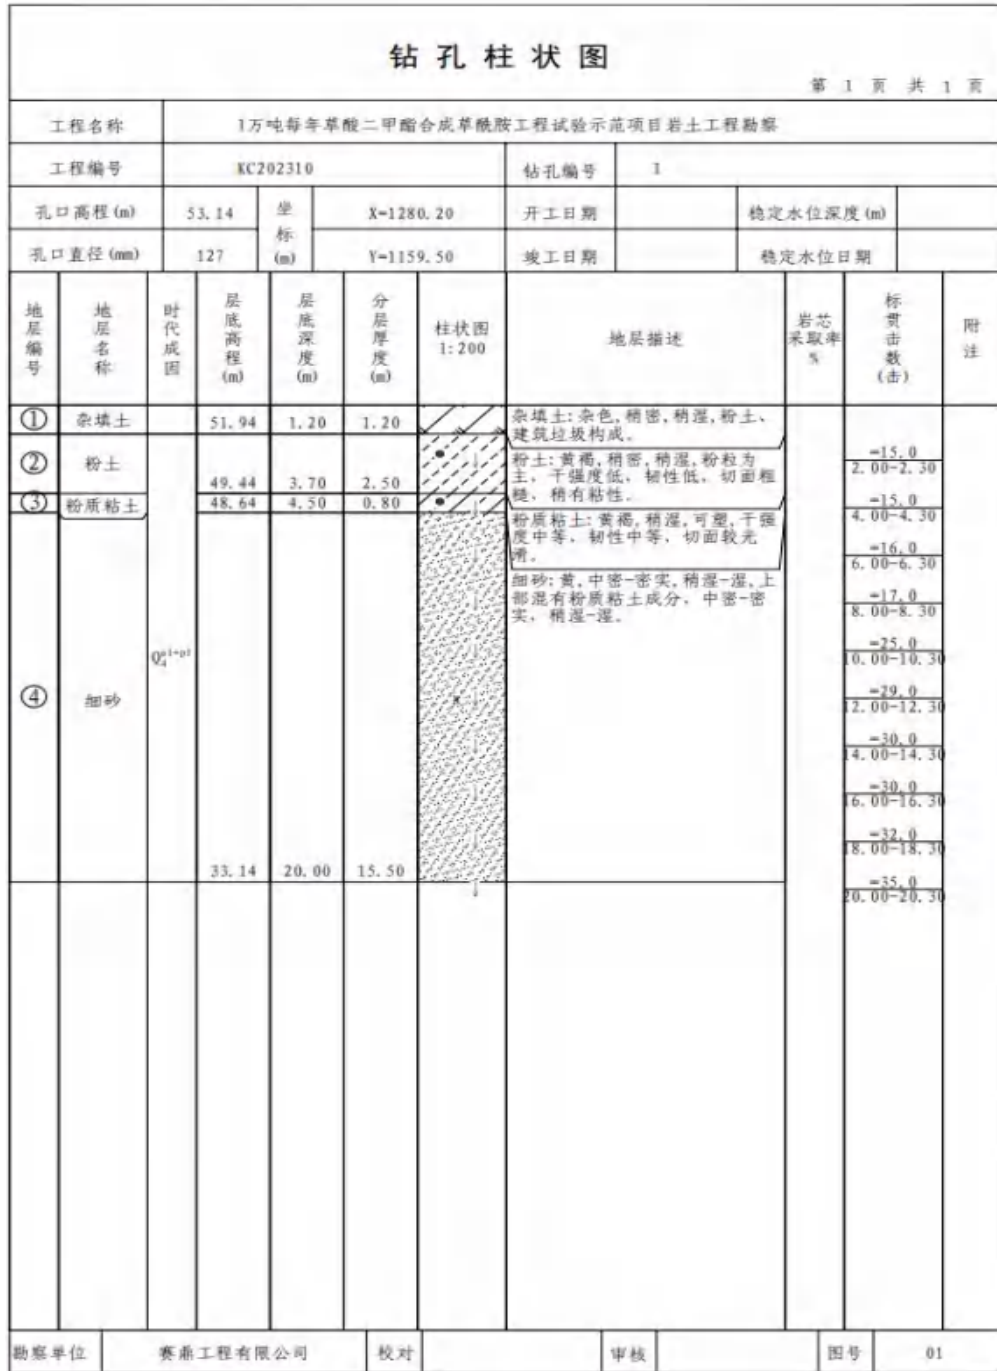 钻孔柱状图
第 1 页 共 1 页
工程名称 1万吨每年草酸二甲酯合成草酰胺工程试验示范项目岩土工程勘察
工程编号 KC202310 钻孔编号 1
孔口高程(m) 53.14 坐标(m) X=1280.20 开工日期 稳定水位深度(m)
孔口直径(mm) 127 Y=1159.50 竣工日期 稳定水位日期
地层编号 地层名称 时代成因 层底高程(m) 层底深度(m) 分层厚度(m) 柱状图 1:200 地层描述 岩芯采取率% 标贯击数(击) 附注
① 杂填土 51.94 1.20 1.20
杂填土:杂色,稍密,稍湿,粉土、
建筑垃圾构成。
② 粉土 49.44 3.70 2.50
粉土:黄褐,稍密,稍湿,粉粒为
主,干强度低、韧性低、切面粗
糙、稍有粘性。
③ 粉质粘土 48.64 4.50 0.80
粉质粘土:黄褐,稍湿,可塑,干强
度中等、韧性中等、切面较光
滑。
④ 细砂 33.14 20.00 15.50
细砂:黄,中密-密实,稍湿-湿,上
部混有粉质粘土成分、中密-密
实,稍湿-湿。
=15.0
2.00-2.30
=15.0
4.00-4.30
=16.0
6.00-6.30
=17.0
8.00-8.30
=25.0
10.00-10.30
=29.0
12.00-12.30
=30.0
14.00-14.30
=30.0
16.00-16.30
=32.0
18.00-18.30
=35.0
20.00-20.30
勘察单位 赛鼎工程有限公司 校对 审核 图号 01